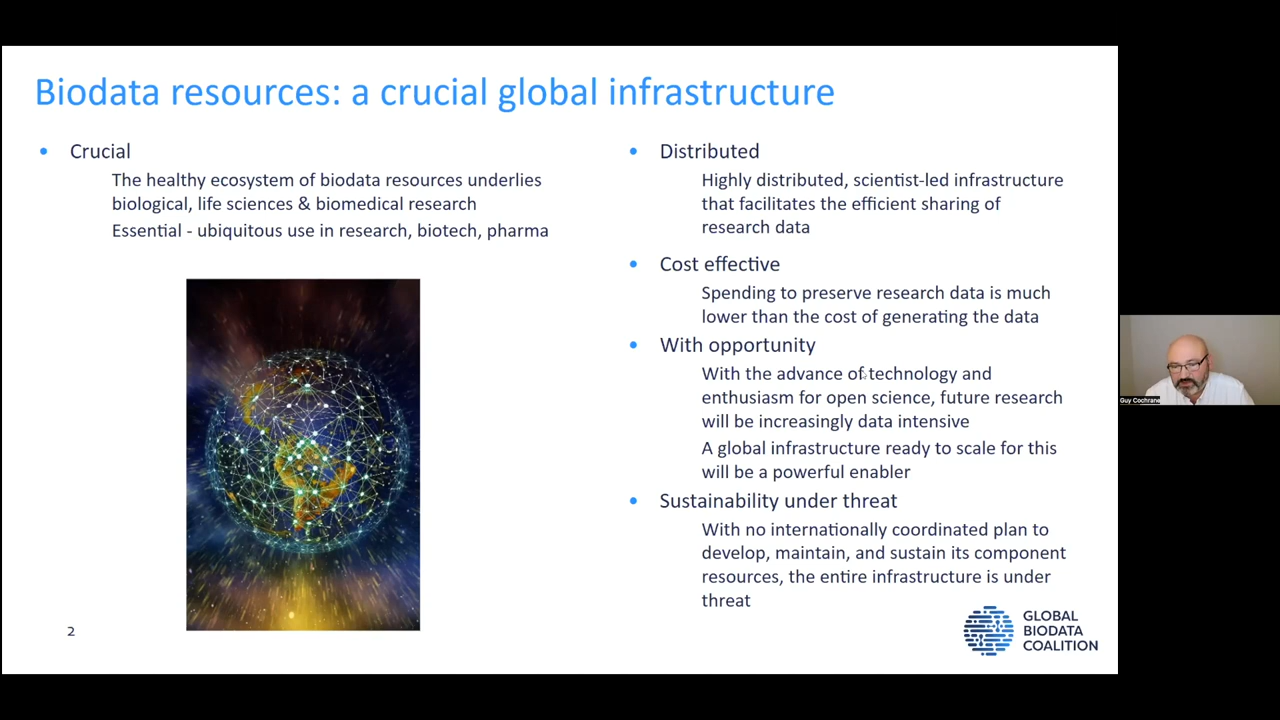 Biodata resources: a crucial global infrastructure
• Crucial
The healthy ecosystem of biodata resources underlies
biological, life sciences & biomedical research
Essential - ubiquitous use in research, biotech, pharma
• Distributed
Highly distributed, scientist-led infrastructure
that facilitates the efficient sharing of
research data
• Cost effective
Spending to preserve research data is much
lower than the cost of generating the data
• With opportunity
With the advance of technology and
enthusiasm for open science, future research
will be increasingly data intensive
A global infrastructure ready to scale for this
will be a powerful enabler
• Sustainability under threat
With no internationally coordinated plan to
develop, maintain, and sustain its component
resources, the entire infrastructure is under
threat
2
GLOBAL
BIODATA
COALITION
Guy Cochrane